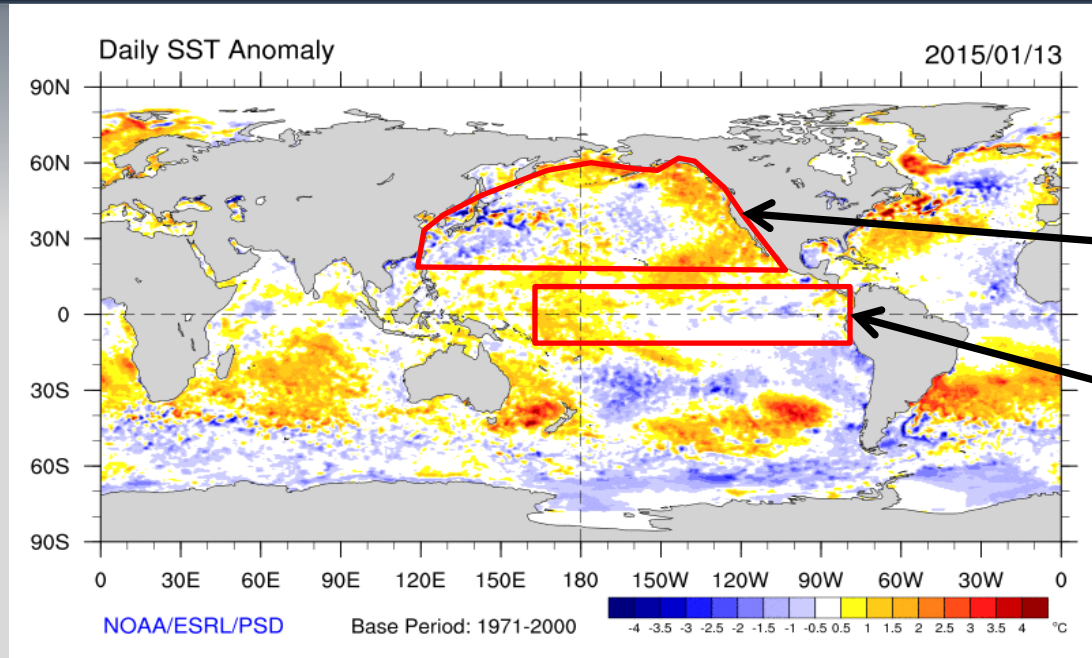 Daily SST Anomaly 2015/01/13
90N
60N
30N
0
30S
60S
90S
0 30E 60E 90E 120E 150E 180 150W 120W 90W 60W 30W 0
NOAA/ESRL/PSD Base Period: 1971-2000
-4 -3.5 -3 -2.5 -2 -1.5 -1 -0.5 0.5 1 1.5 2 2.5 3 3.5 4 °C